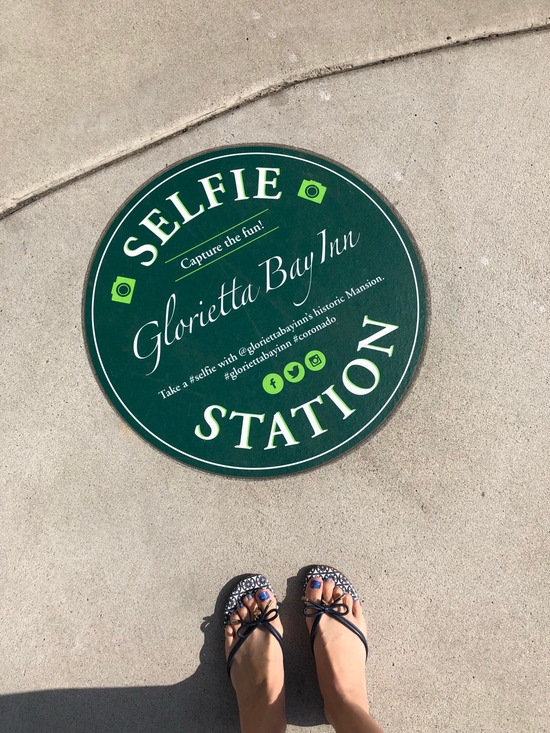 SELFIE
Capture the fun!
Glorietta Bay Inn
Take a #selfie with @gloriettabayinn's historic Mansion.
#gloriettabayinn #coronado
STATION